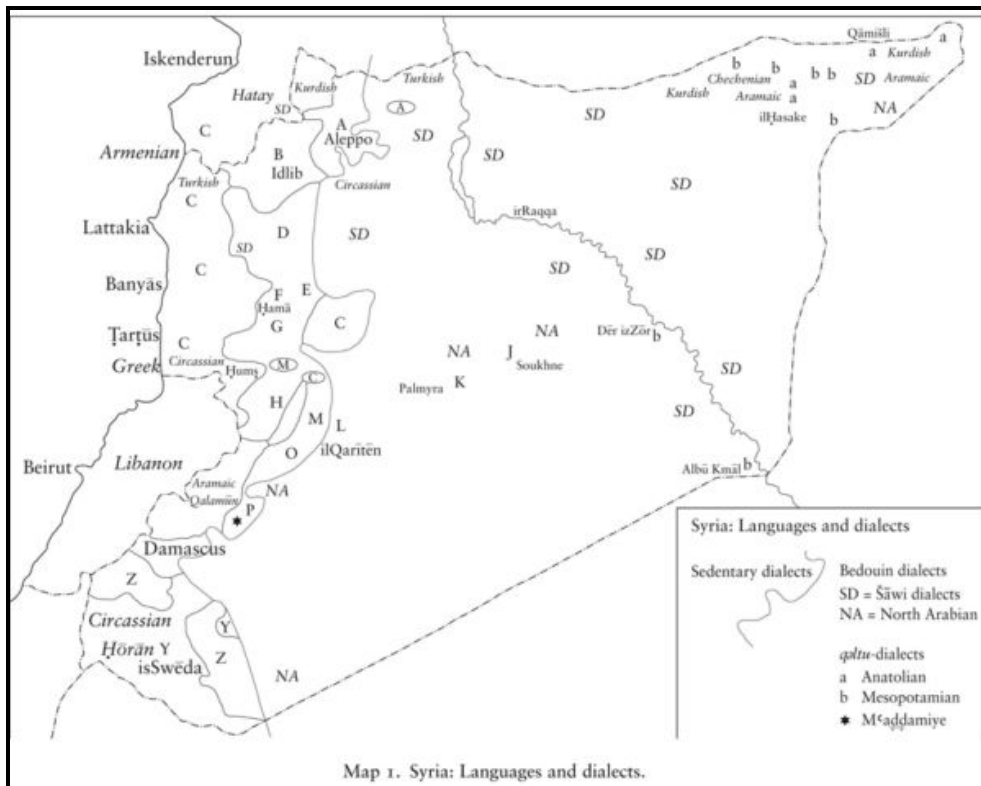 Qāmišli
a
Iskenderun
a Kurdish
Kurdish
Turkish
b b b b
Chechenian
SD Aramaic
Hatay
SD
A
Kurdish
Aramaic
a
a
NA
ilḤasake
b
C
A
Aleppo
SD
SD
SD
Armenian
B
Idlib
Turkish
Circassian
SD
C
irRaqqa
Lattakia
D
SD
SD
SD
C
SD
Banyās
F E
Ḥamā
C
G
NA
Dēr izZōr b
Ṭarṭūs
C
NA
J
Soukhne
Greek
Circassian
Ḥumṣ
M
C
Palmyra K
SD
H
M
L
SD
Beirut
Libanon
O
ilQarītēn
Albū Kmāl b
Aramaic
Qalamūn
NA
P
Damascus
Z
Circassian
Ḥōrān Y
isSwēda
Y
Z
NA
Syria: Languages and dialects
Sedentary dialects
Bedouin dialects
SD = Šāwi dialects
NA = North Arabian
qəltu-dialects
a Anatolian
b Mesopotamian
✶ Mʿaḍḍamiye
Map 1. Syria: Languages and dialects.